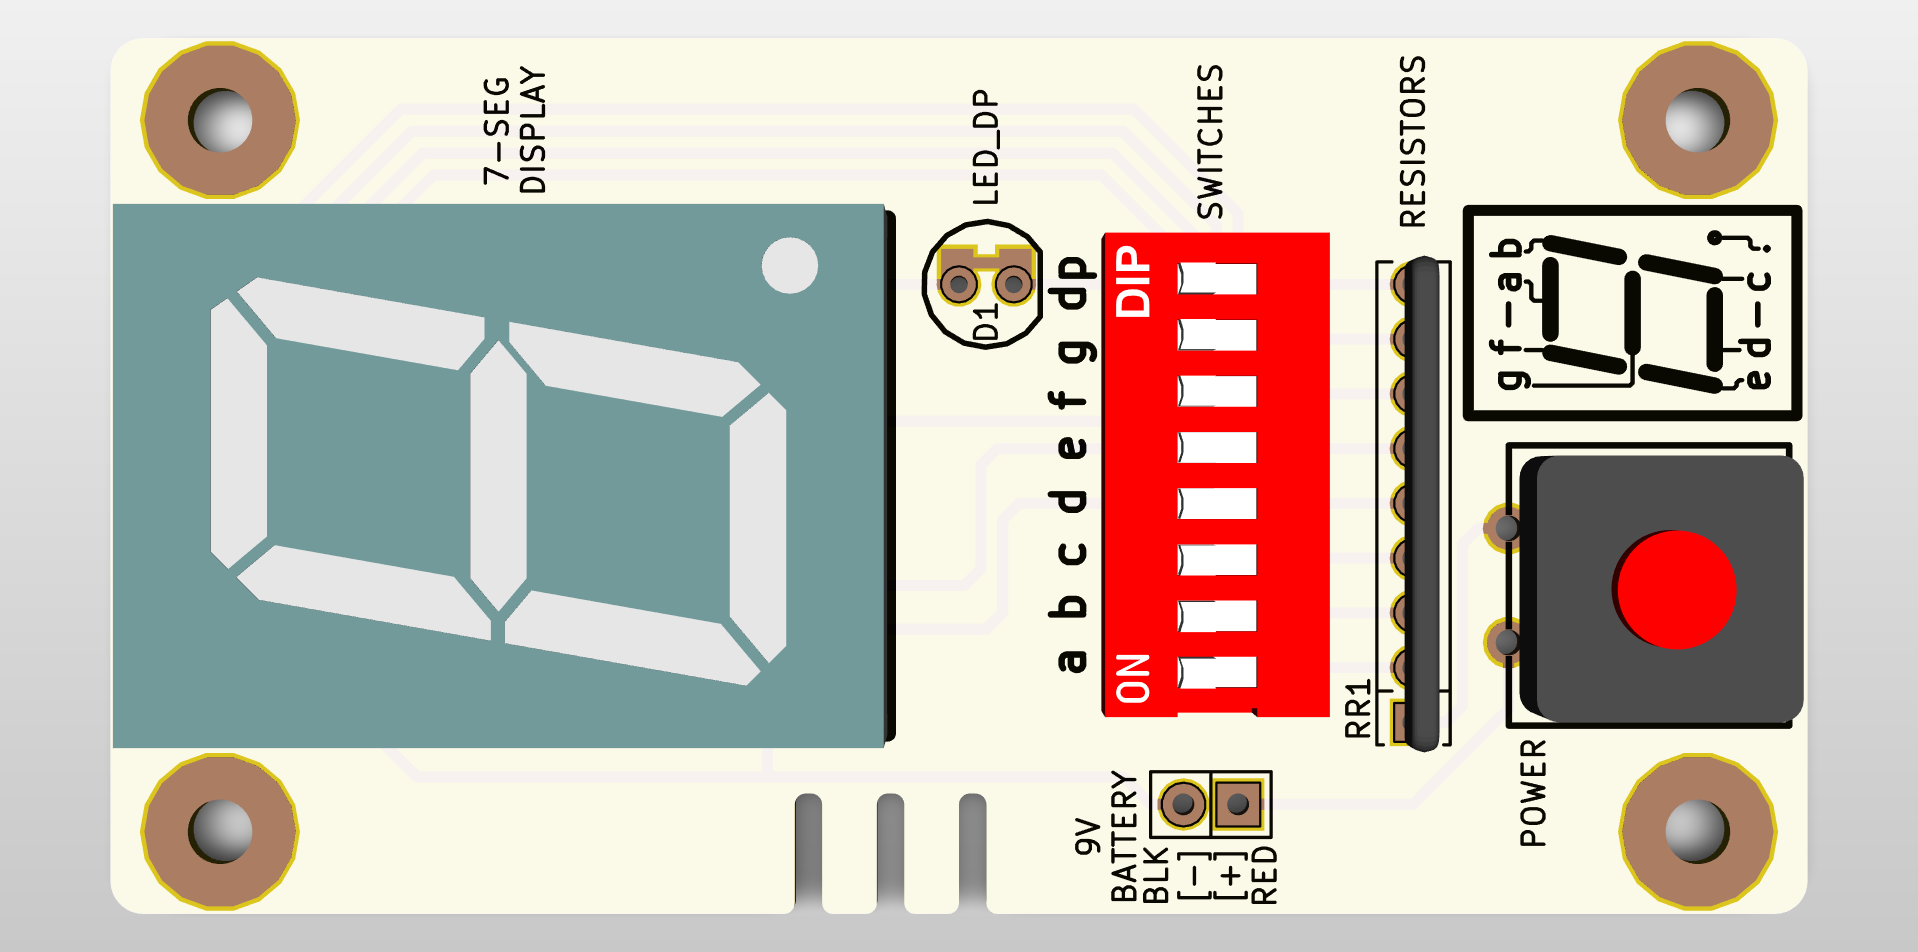 7-SEG
DISPLAY
LED_DP
SWITCHES
RESISTORS
D1
DIP
ON
dp
g
f
e
d
c
b
a
RR1
b
f-a
g
.
d-c
e
POWER
9V
BATTERY
BLK
[-]
[+]
RED